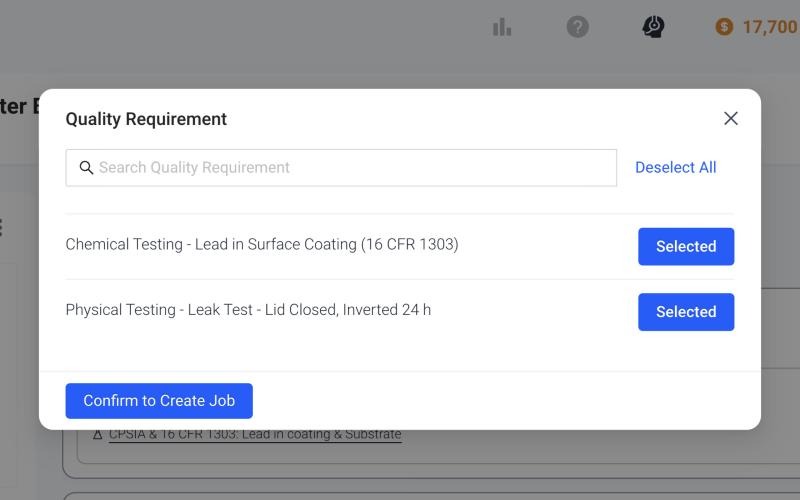 17,700
ter
Quality Requirement
Search Quality Requirement
Deselect All
Chemical Testing - Lead in Surface Coating (16 CFR 1303)
Selected
Physical Testing - Leak Test - Lid Closed, Inverted 24 h
Selected
Confirm to Create Job
CPSIA & 16 CFR 1303: Lead in coating & Substrate